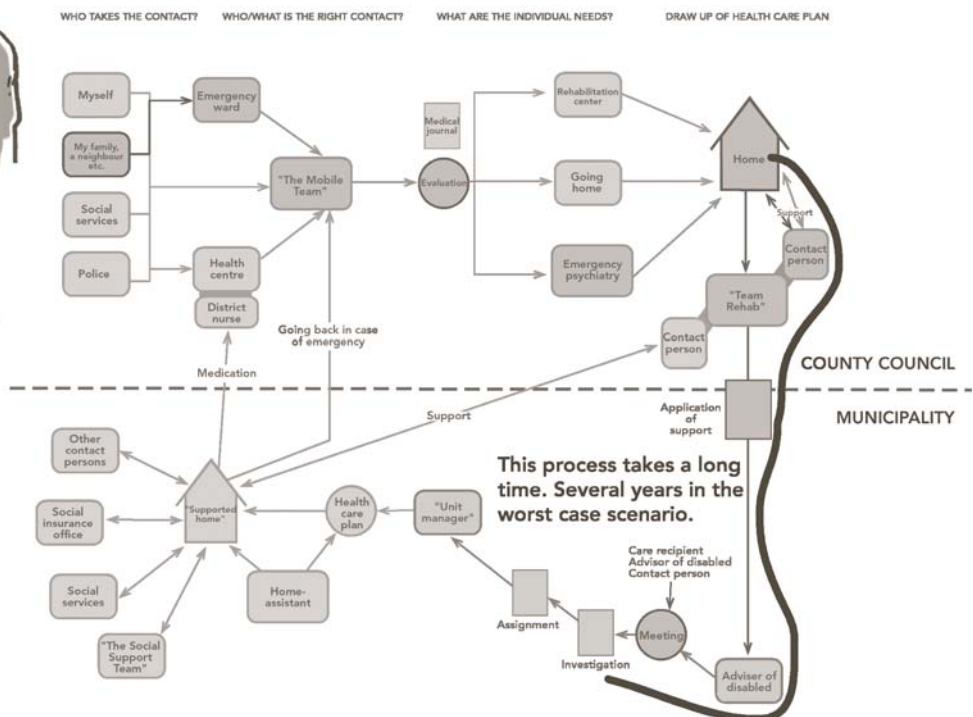 WHO TAKES THE CONTACT?
WHO/WHAT IS THE RIGHT CONTACT?
WHAT ARE THE INDIVIDUAL NEEDS?
DRAW UP OF HEALTH CARE PLAN
Myself
My family,
a neighbour
etc.
Social
services
Police
Emergency
ward
"The Mobile
Team"
Health
centre
District
nurse
Medical
journal
Evaluation
Rehabilitation
center
Going
home
Emergency
psychiatry
Home
Support
Contact
person
"Team
Rehab"
Contact
person
Going back in case
of emergency
Medication
Support
COUNTY COUNCIL
MUNICIPALITY
Application
of
support
Other
contact
persons
Social
insurance
office
Social
services
"The Social
Support
Team"
"Supported
home"
Home-
assistant
Health
care
plan
"Unit
manager"
This process takes a long
time. Several years in the
worst case scenario.
Care recipient
Advisor of disabled
Contact person
Assignment
Investigation
Meeting
Adviser of
disabled